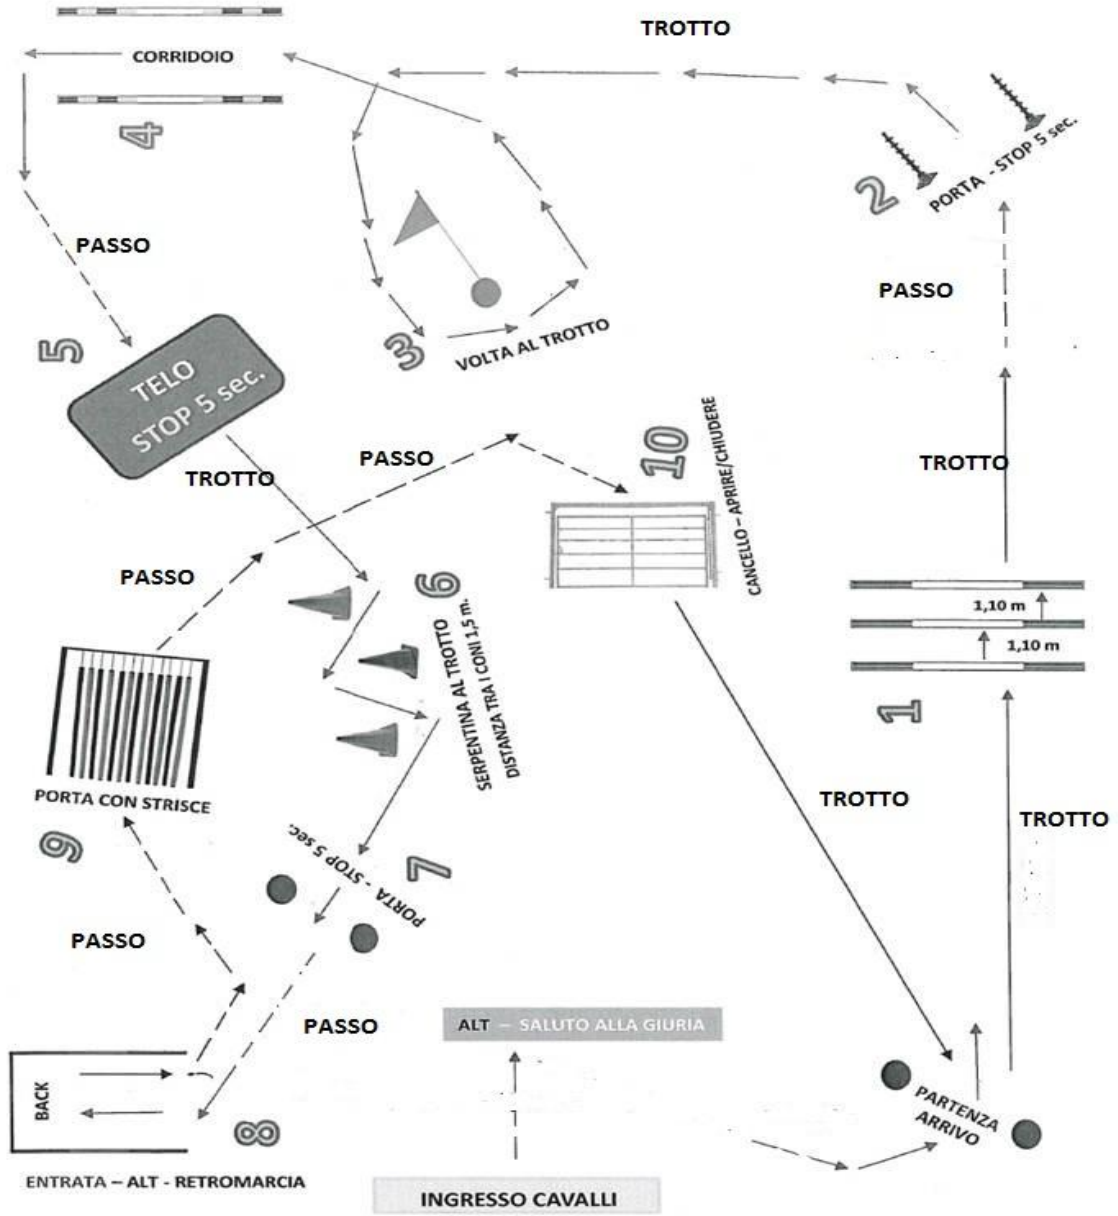 TROTTO
CORRIDOIO
4
2
PORTA - STOP 5 sec.
PASSO
PASSO
5
TELO
STOP 5 sec.
3
VOLTA AL TROTTO
TROTTO
PASSO
10
CANCELLO – APRIRE/CHIUDERE
TROTTO
PASSO
6
SERPENTINA AL TROTTO
DISTANZA TRA I CONI 1,5 m.
1,10 m
1,10 m
1
PORTA CON STRISCE
9
7
PORTA - STOP 5 sec.
TROTTO
TROTTO
PASSO
PASSO
ALT – SALUTO ALLA GIURIA
BACK
8
PARTENZA
ARRIVO
ENTRATA – ALT - RETROMARCIA
INGRESSO CAVALLI